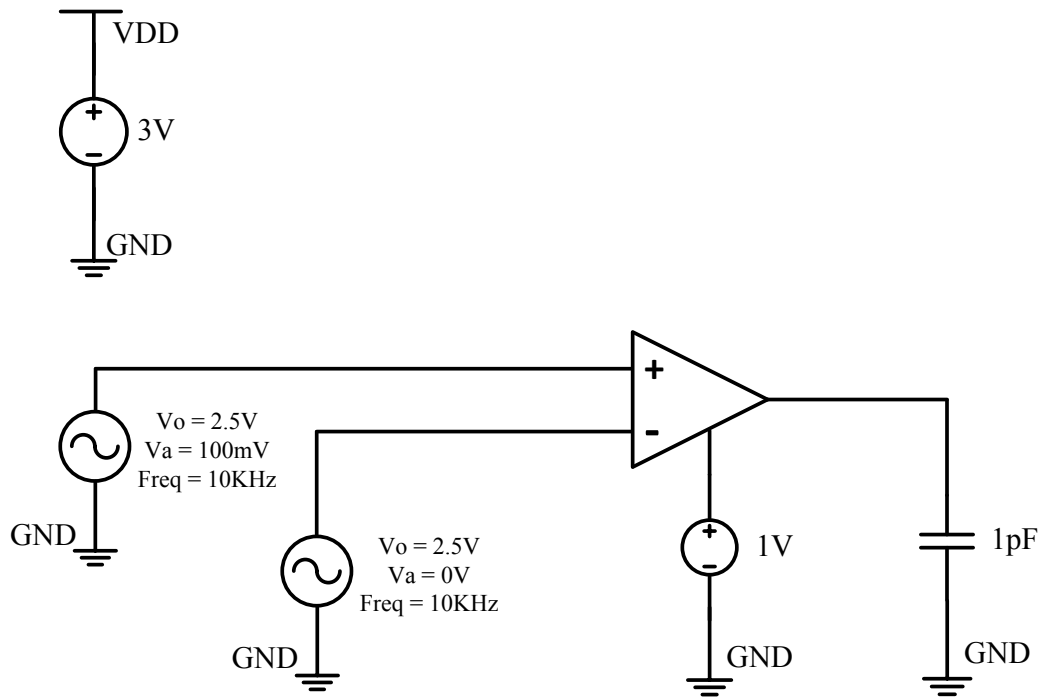 VDD
+
3V
−
GND
+
-
Vo = 2.5V
Va = 100mV
Freq = 10KHz
GND
Vo = 2.5V
Va = 0V
Freq = 10KHz
GND
+
1V
−
GND
1pF
GND